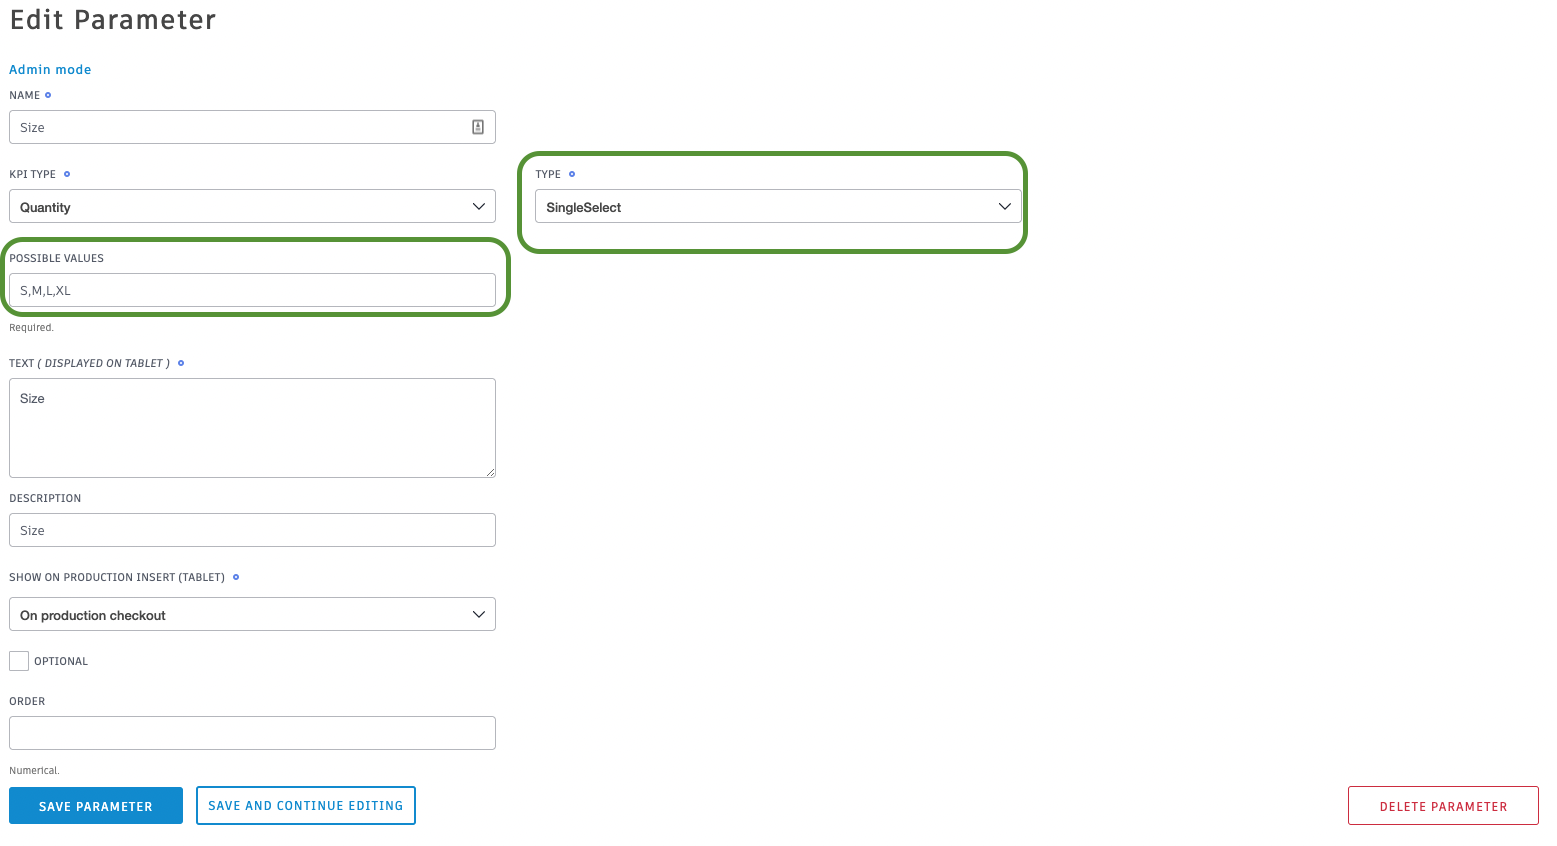 Edit Parameter
Admin mode
NAME
Size
KPI TYPE
Quantity
TYPE
SingleSelect
POSSIBLE VALUES
S,M,L,XL
Required.
TEXT ( DISPLAYED ON TABLET )
Size
DESCRIPTION
Size
SHOW ON PRODUCTION INSERT (TABLET)
On production checkout
OPTIONAL
ORDER
Numerical.
SAVE PARAMETER
SAVE AND CONTINUE EDITING
DELETE PARAMETER